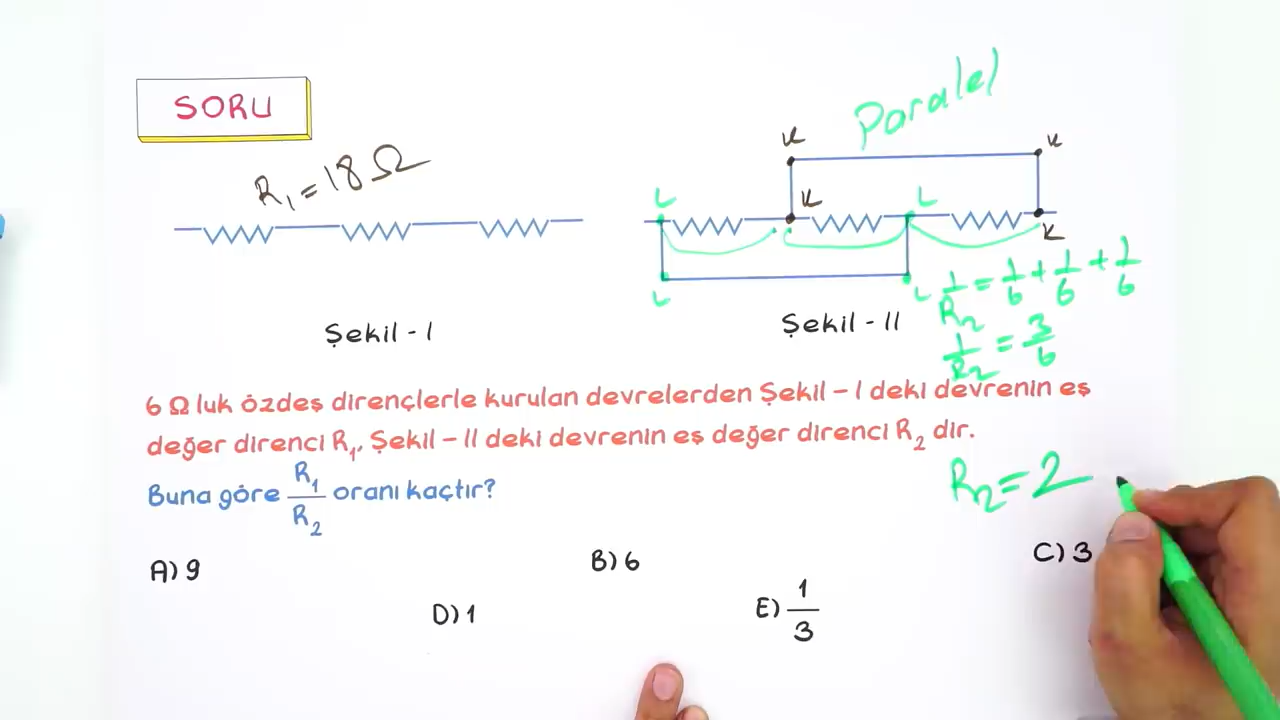 SORU
Paralel
R₁ = 18 Ω
K K
L K L K
L L
1/R₂ = 1/6 + 1/6 + 1/6
1/R₂ = 3/6
Şekil - I Şekil - II
6 Ω luk özdeş dirençlerle kurulan devrelerden Şekil - I deki devrenin eş
değer direnci R₁, Şekil - II deki devrenin eş değer direnci R₂ dir.
Buna göre R₁/R₂ oranı kaçtır?
R₂ = 2
A) 9 B) 6 C) 3
D) 1 E) 1/3